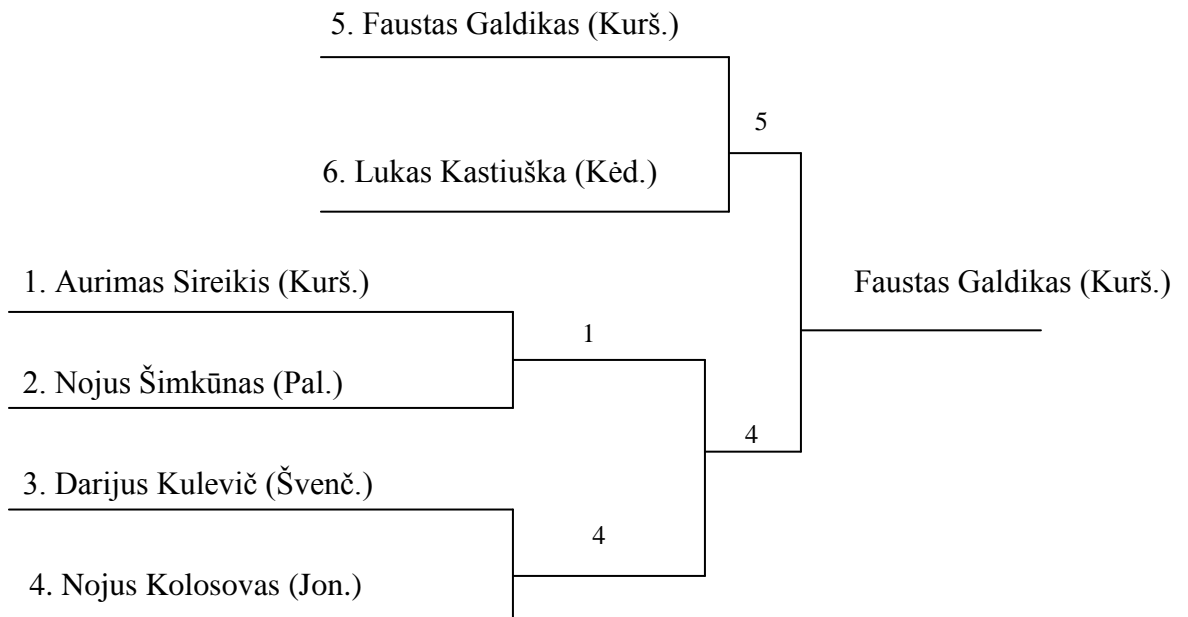 5. Faustas Galdikas (Kurš.)
5
6. Lukas Kastiuška (Kėd.)
1. Aurimas Sireikis (Kurš.)
Faustas Galdikas (Kurš.)
1
2. Nojus Šimkūnas (Pal.)
4
3. Darijus Kulevič (Švenč.)
4
4. Nojus Kolosovas (Jon.)